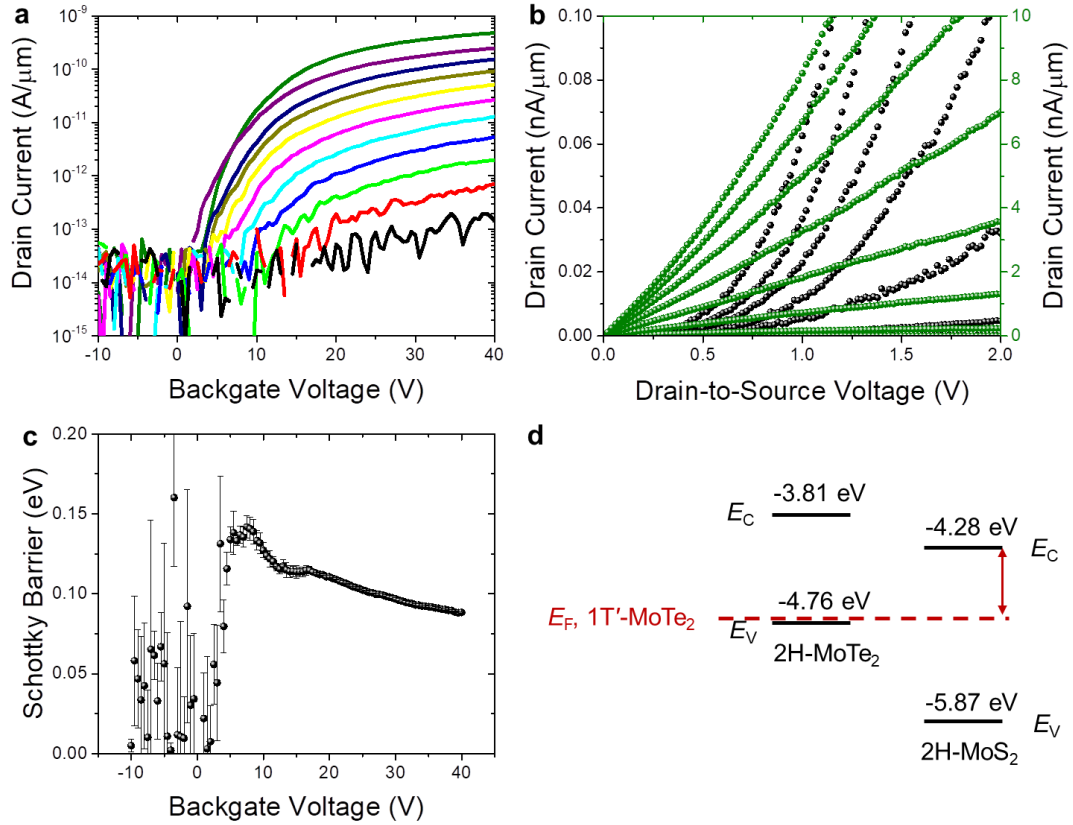 a
Drain Current (A/μm)
10⁻⁹
10⁻¹⁰
10⁻¹¹
10⁻¹²
10⁻¹³
10⁻¹⁴
10⁻¹⁵
-10 0 10 20 30 40
Backgate Voltage (V)
b
Drain Current (nA/μm)
0.10
0.08
0.06
0.04
0.02
0.00
0.0 0.5 1.0 1.5 2.0
Drain-to-Source Voltage (V)
10
8
6
4
2
0
Drain Current (nA/μm)
c
Schottky Barrier (eV)
0.20
0.15
0.10
0.05
0.00
-10 0 10 20 30 40
Backgate Voltage (V)
d
-3.81 eV
E_C
-4.28 eV
E_C
-4.76 eV
E_F, 1T′-MoTe₂
E_V
2H-MoTe₂
-5.87 eV
E_V
2H-MoS₂